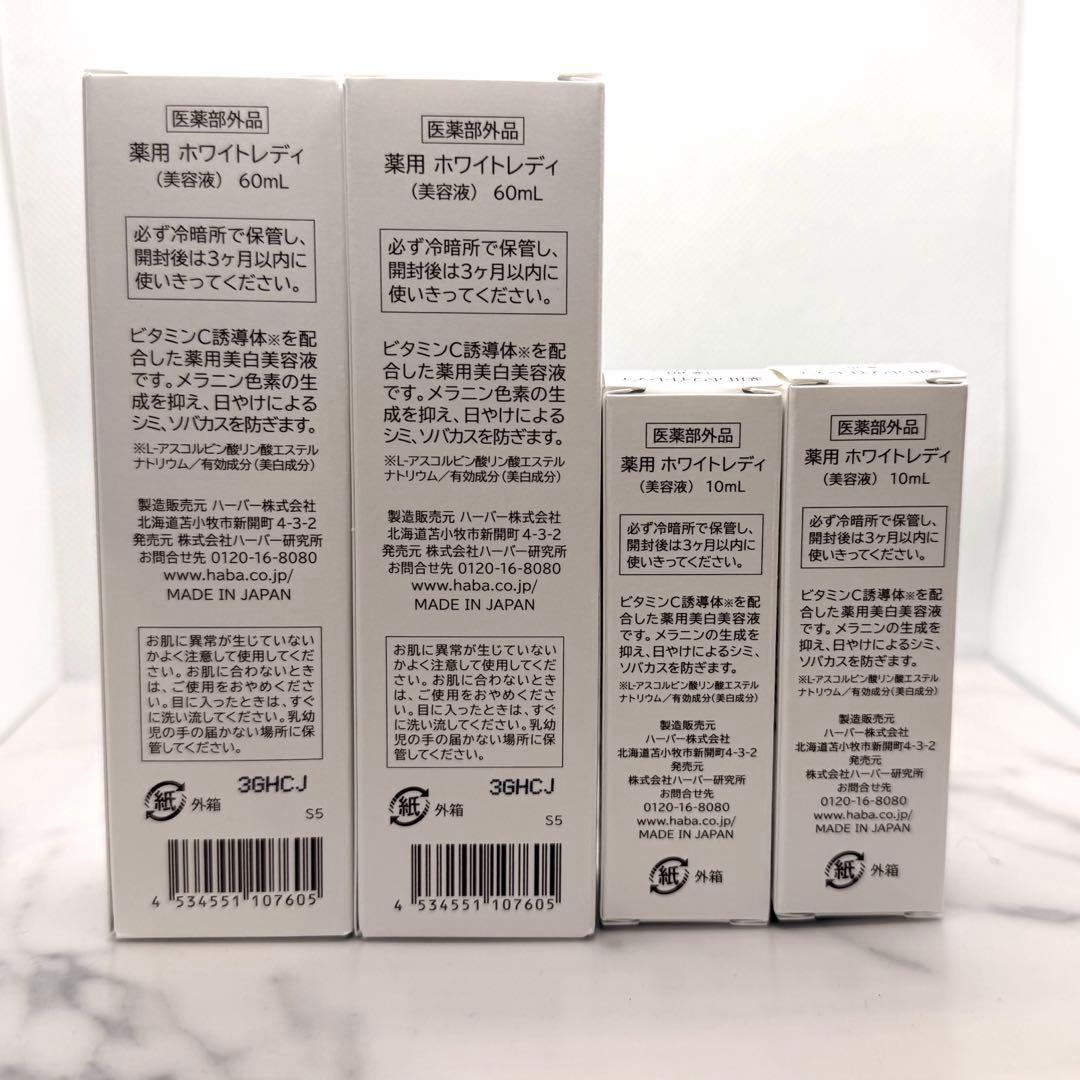 医薬部外品
薬用 ホワイトレディ
（美容液） 60mL
必ず冷暗所で保管し、
開封後は3ヶ月以内に
使いきってください。
ビタミンC誘導体※を配
合した薬用美白美容液
です。メラニン色素の生
成を抑え、日やけによる
シミ、ソバカスを防ぎます。
※L-アスコルビン酸リン酸エステル
ナトリウム／有効成分（美白成分）
製造販売元 ハーバー株式会社
北海道苫小牧市新開町 4-3-2
発売元 株式会社ハーバー研究所
お問合せ先 0120-16-8080
www.haba.co.jp/
MADE IN JAPAN
お肌に異常が生じていない
かよく注意して使用してくだ
さい。お肌に合わないとき
は、ご使用をおやめくださ
い。目に入ったときは、すぐ
に洗い流してください。乳幼
児の手の届かない場所に保
管してください。
紙 外箱
3GHCJ
S5
4 534551 107605
医薬部外品
薬用 ホワイトレディ
（美容液） 60mL
必ず冷暗所で保管し、
開封後は3ヶ月以内に
使いきってください。
ビタミンC誘導体※を配
合した薬用美白美容液
です。メラニン色素の生
成を抑え、日やけによる
シミ、ソバカスを防ぎます。
※L-アスコルビン酸リン酸エステル
ナトリウム／有効成分（美白成分）
製造販売元 ハーバー株式会社
北海道苫小牧市新開町 4-3-2
発売元 株式会社ハーバー研究所
お問合せ先 0120-16-8080
www.haba.co.jp/
MADE IN JAPAN
お肌に異常が生じていない
かよく注意して使用してくだ
さい。お肌に合わないとき
は、ご使用をおやめくださ
い。目に入ったときは、すぐ
に洗い流してください。乳幼
児の手の届かない場所に保
管してください。
紙 外箱
3GHCJ
S5
4 534551 107605
薬用 ホワイトレディ
医薬部外品
薬用 ホワイトレディ
（美容液） 10mL
必ず冷暗所で保管し、
開封後は3ヶ月以内に
使いきってください。
ビタミンC誘導体※を配
合した薬用美白美容液
です。メラニンの生成を
抑え、日やけによるシミ、
ソバカスを防ぎます。
※L-アスコルビン酸リン酸エステル
ナトリウム／有効成分（美白成分）
製造販売元
ハーバー株式会社
北海道苫小牧市新開町4-3-2
発売元
株式会社ハーバー研究所
お問合せ先
0120-16-8080
www.haba.co.jp/
MADE IN JAPAN
紙 外箱
医薬部外品
薬用 ホワイトレディ
（美容液） 10mL
必ず冷暗所で保管し、
開封後は3ヶ月以内に
使いきってください。
ビタミンC誘導体※を配
合した薬用美白美容液
です。メラニンの生成を
抑え、日やけによるシミ、
ソバカスを防ぎます。
※L-アスコルビン酸リン酸エステル
ナトリウム／有効成分（美白成分）
製造販売元
ハーバー株式会社
北海道苫小牧市新開町4-3-2
発売元
株式会社ハーバー研究所
お問合せ先
0120-16-8080
www.haba.co.jp/
MADE IN JAPAN
紙 外箱